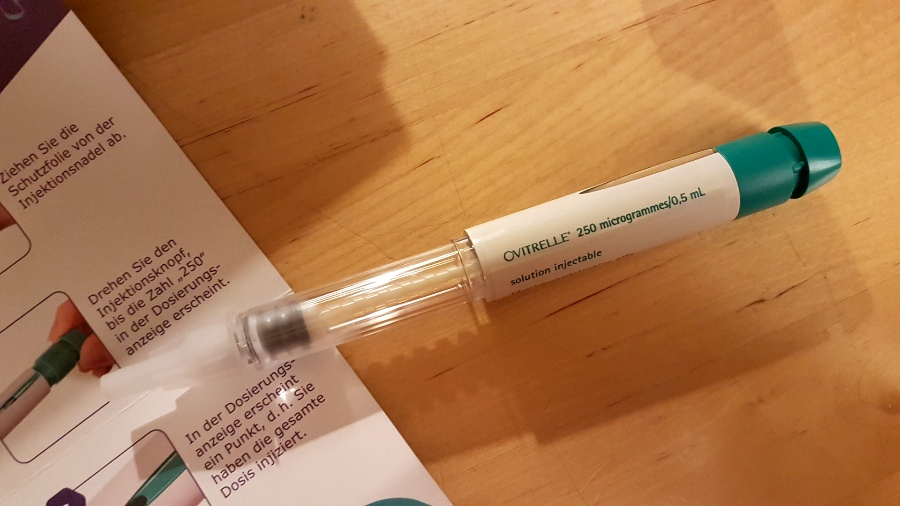 Ziehen Sie die
Schutzfolie von der
Injektionsnadel ab.
Drehen Sie den
Injektionsknopf,
bis die Zahl „250"
in der Dosierungs-
anzeige erscheint.
In der Dosierungs-
anzeige erscheint
ein Punkt, d. h. Sie
haben die gesamte
Dosis injiziert.
OVITRELLE® 250 microgrammes/0,5 mL
solution injectable